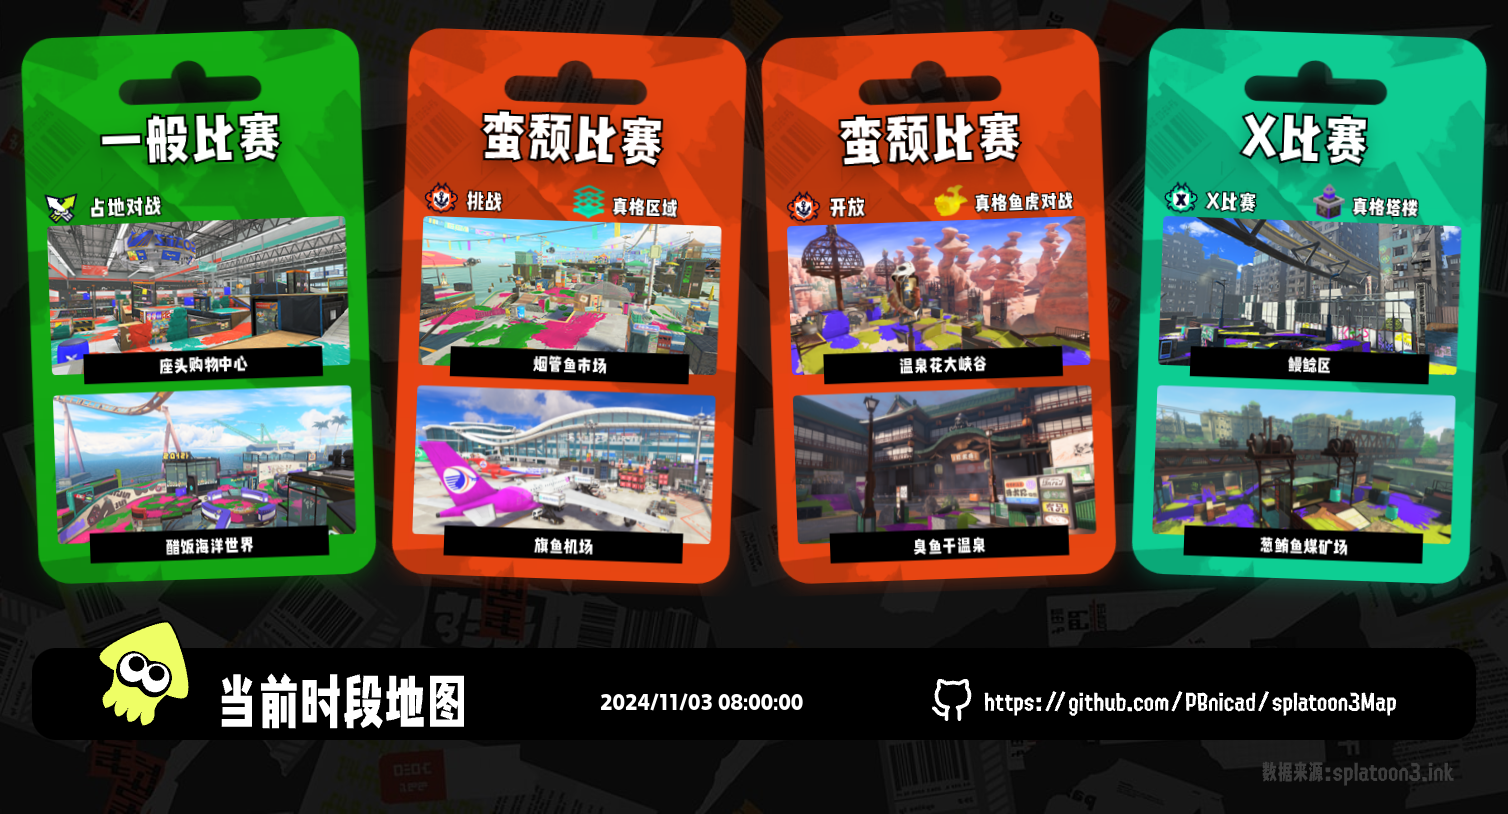 一般比赛
占地对战
座头购物中心
醋饭海洋世界
蛮颓比赛
挑战
真格区域
烟管鱼市场
旗鱼机场
蛮颓比赛
开放
真格鱼虎对战
温泉花大峡谷
臭鱼干温泉
X比赛
X比赛
真格塔楼
鳗鲶区
葱鲔鱼煤矿场
当前时段地图
2024/11/03 08:00:00
https://github.com/PBnicad/splatoon3Map
数据来源:splatoon3.ink